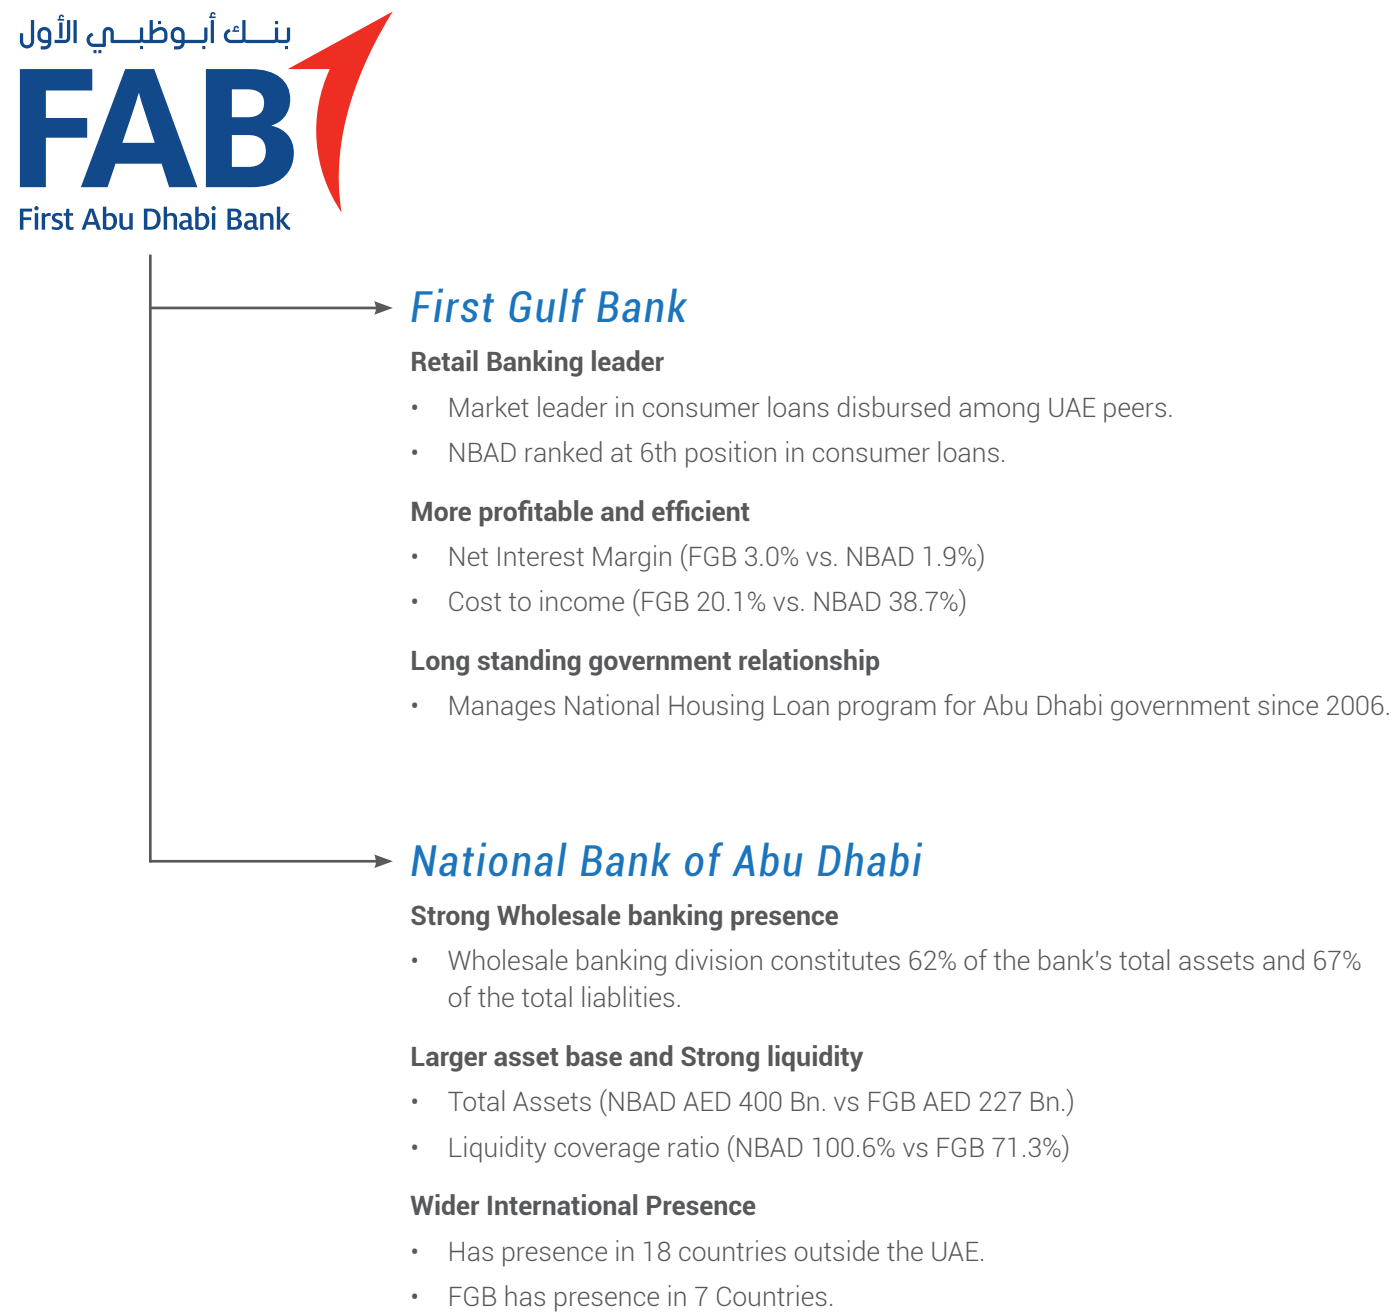 بنك أبوظبي الأول
FAB
First Abu Dhabi Bank
First Gulf Bank
Retail Banking leader
• Market leader in consumer loans disbursed among UAE peers.
• NBAD ranked at 6th position in consumer loans.
More profitable and efficient
• Net Interest Margin (FGB 3.0% vs. NBAD 1.9%)
• Cost to income (FGB 20.1% vs. NBAD 38.7%)
Long standing government relationship
• Manages National Housing Loan program for Abu Dhabi government since 2006.
National Bank of Abu Dhabi
Strong Wholesale banking presence
• Wholesale banking division constitutes 62% of the bank's total assets and 67%
of the total liablities.
Larger asset base and Strong liquidity
• Total Assets (NBAD AED 400 Bn. vs FGB AED 227 Bn.)
• Liquidity coverage ratio (NBAD 100.6% vs FGB 71.3%)
Wider International Presence
• Has presence in 18 countries outside the UAE.
• FGB has presence in 7 Countries.